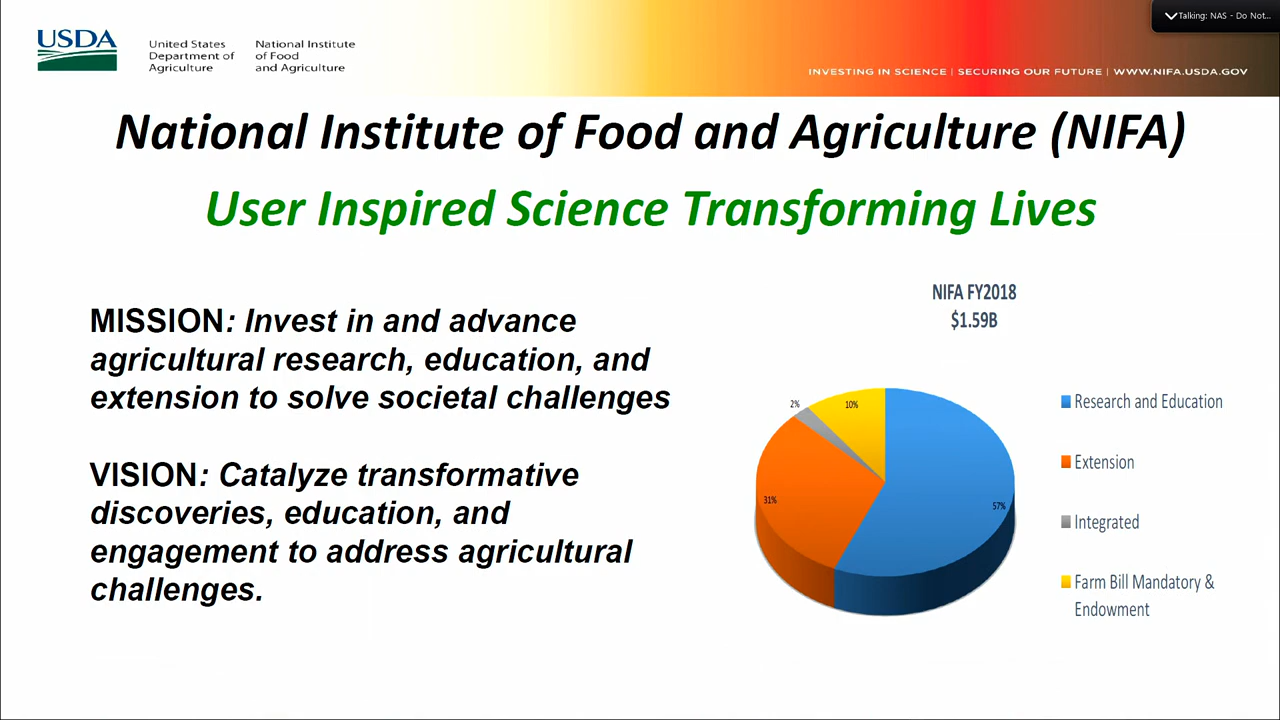 Talking: NAS - Do Not...
USDA
United States
Department of
Agriculture
National Institute
of Food
and Agriculture
INVESTING IN SCIENCE | SECURING OUR FUTURE | WWW.NIFA.USDA.GOV
National Institute of Food and Agriculture (NIFA)
User Inspired Science Transforming Lives
MISSION: Invest in and advance
agricultural research, education, and
extension to solve societal challenges
VISION: Catalyze transformative
discoveries, education, and
engagement to address agricultural
challenges.
NIFA FY2018
$1.59B
2%
10%
31%
57%
Research and Education
Extension
Integrated
Farm Bill Mandatory &
Endowment